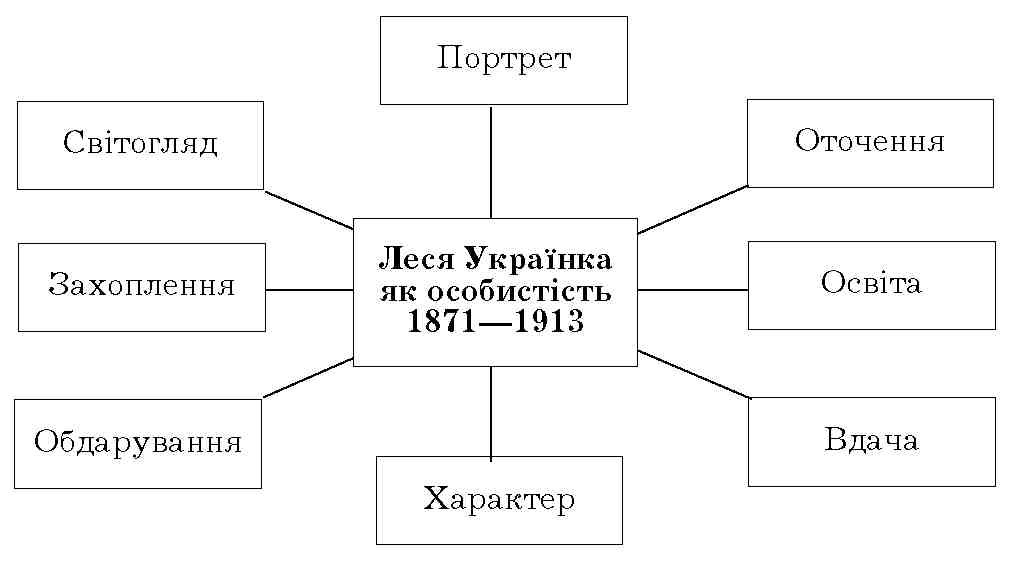 Портрет
Світогляд
Оточення
Леся Українка
як особистість
1871—1913
Захоплення
Освіта
Обдарування
Вдача
Характер